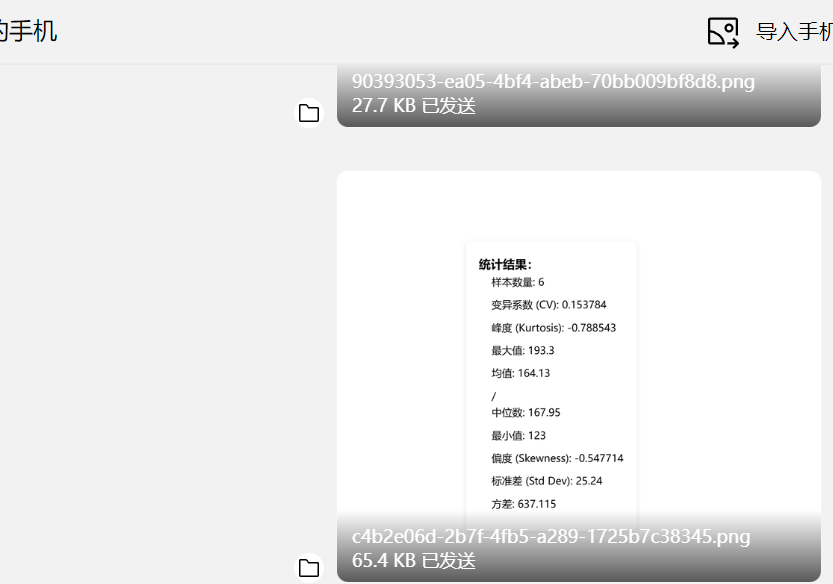 的手机
导入手机
90393053-ea05-4bf4-abeb-70bb009bf8d8.png
27.7 KB 已发送
统计结果:
样本数量: 6
变异系数 (CV): 0.153784
峰度 (Kurtosis): -0.788543
最大值: 193.3
均值: 164.13
/
中位数: 167.95
最小值: 123
偏度 (Skewness): -0.547714
标准差 (Std Dev): 25.24
方差: 637.115
c4b2e06d-2b7f-4fb5-a289-1725b7c38345.png
65.4 KB 已发送